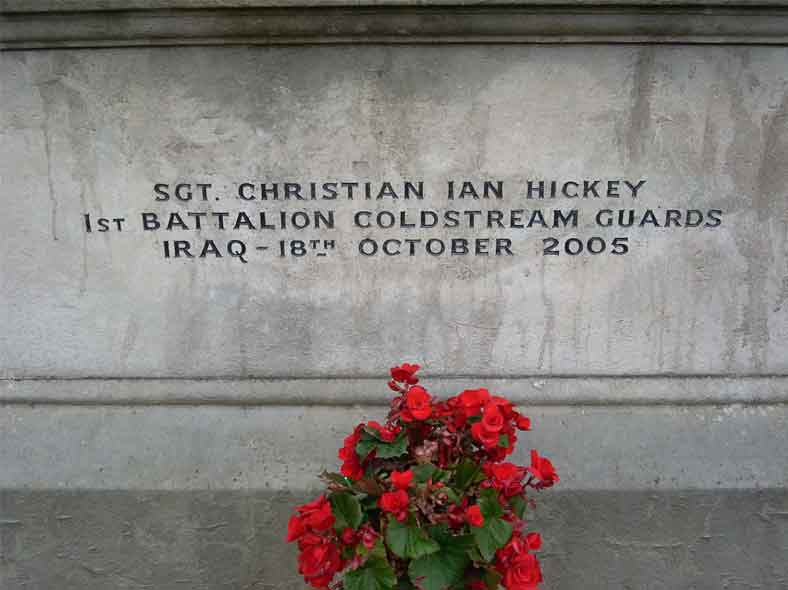 SGT. CHRISTIAN IAN HICKEY
1ST BATTALION COLDSTREAM GUARDS
IRAQ - 18TH OCTOBER 2005